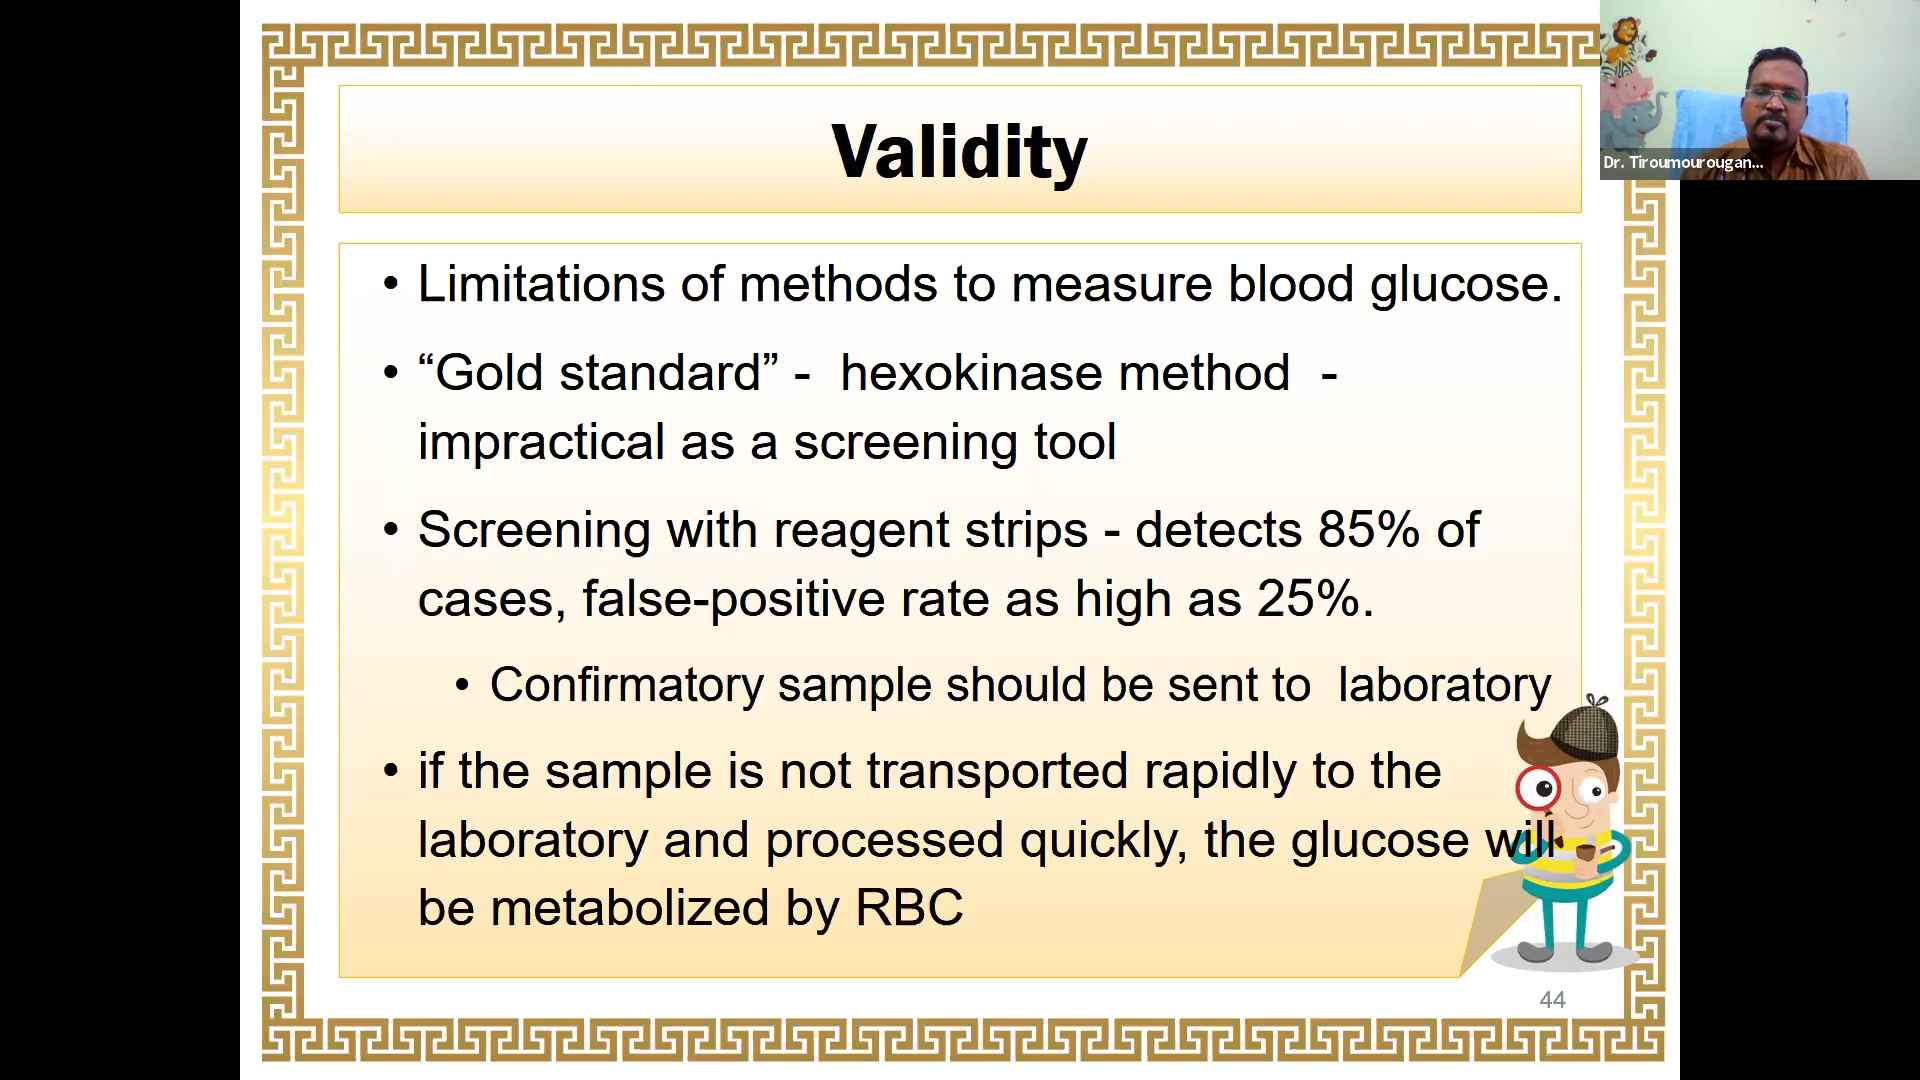 Validity
Dr. Tiroumourougan...
• Limitations of methods to measure blood glucose.
• “Gold standard” - hexokinase method -
impractical as a screening tool
• Screening with reagent strips - detects 85% of
cases, false-positive rate as high as 25%.
• Confirmatory sample should be sent to laboratory
• if the sample is not transported rapidly to the
laboratory and processed quickly, the glucose will
be metabolized by RBC
44